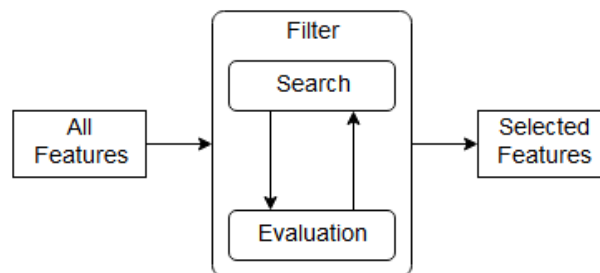 Filter
Search
All
Features
Selected
Features
Evaluation